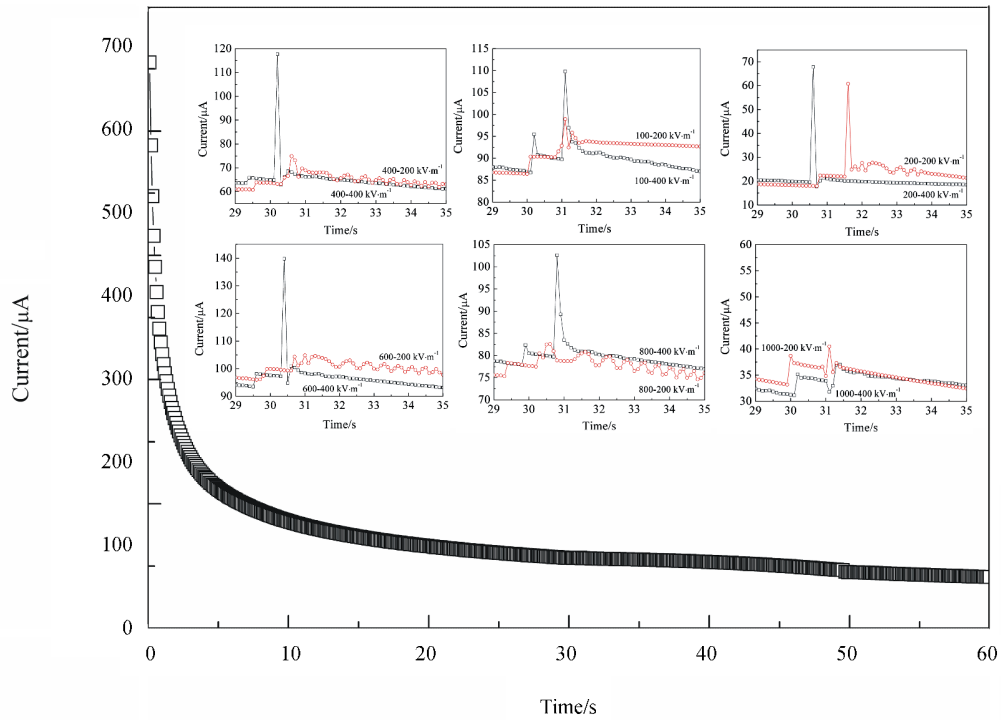 700
600
500
400
300
200
100
0
Current/μA
0 10 20 30 40 50 60
Time/s
120
110
100
90
80
70
60
Current/μA
400-200 kV·m⁻¹
400-400 kV·m⁻¹
29 30 31 32 33 34 35
Time/s
115
110
105
100
95
90
85
80
Current/μA
100-200 kV·m⁻¹
100-400 kV·m⁻¹
29 30 31 32 33 34 35
Time/s
70
60
50
40
30
20
10
Current/μA
200-200 kV·m⁻¹
200-400 kV·m⁻¹
29 30 31 32 33 34 35
Time/s
140
130
120
110
100
90
Current/μA
600-200 kV·m⁻¹
600-400 kV·m⁻¹
29 30 31 32 33 34 35
Time/s
105
100
95
90
85
80
75
70
Current/μA
800-400 kV·m⁻¹
800-200 kV·m⁻¹
29 30 31 32 33 34 35
Time/s
60
55
50
45
40
35
30
Current/μA
1000-200 kV·m⁻¹
1000-400 kV·m⁻¹
29 30 31 32 33 34 35
Time/s